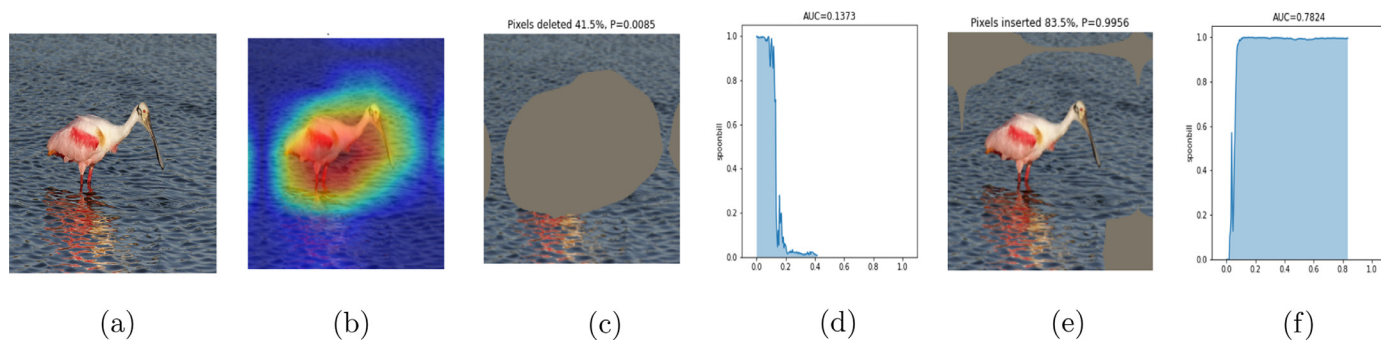 Pixels deleted 41.5%, P=0.0085
AUC=0.1373
Pixels inserted 83.5%, P=0.9956
AUC=0.7824
1.0
0.8
0.6
0.4
0.2
0.0
spoonbill
0.0 0.2 0.4 0.6 0.8 1.0
1.0
0.8
0.6
0.4
0.2
0.0
spoonbill
0.0 0.2 0.4 0.6 0.8 1.0
(a) (b) (c) (d) (e) (f)